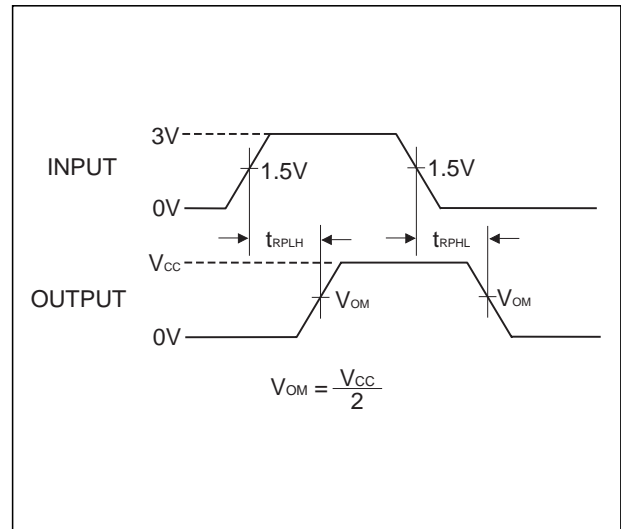 3V
INPUT
1.5V
1.5V
0V
tRPLH
tRPHL
VCC
OUTPUT
VOM
VOM
0V
VOM = VCC
2